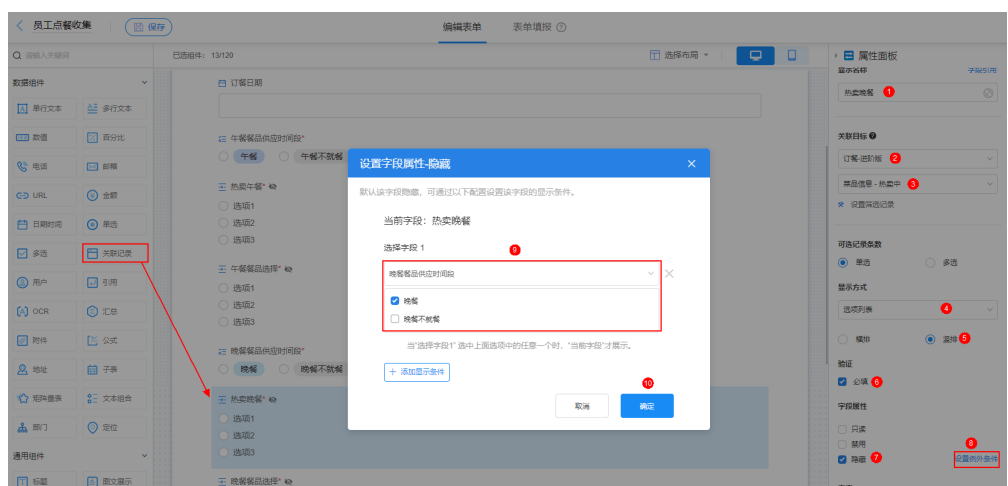 员工点餐收集
保存
编辑表单
表单填报
请输入关键词
已选组件：13/120
选择布局
属性面板
数据组件
单行文本
多行文本
数值
百分比
电话
邮箱
URL
金额
日期时间
单选
多选
关联记录
用户
引用
OCR
汇总
附件
公式
地址
子表
矩阵量表
文本组合
部门
定位
通用组件
标题
图文展示
订餐日期
午餐餐品供应时间段*
午餐
午餐不就餐
热卖午餐*
选项1
选项2
选项3
午餐餐品选择*
选项1
选项2
选项3
晚餐餐品供应时间段*
晚餐
晚餐不就餐
热卖晚餐*
选项1
选项2
选项3
晚餐餐品选择*
设置字段属性-隐藏
默认该字段隐藏，可通过以下配置设置该字段的显示条件。
当前字段：热卖晚餐
选择字段 1
9
晚餐餐品供应时间段
晚餐
晚餐不就餐
当“选择字段1” 选中上面选项中的任意一个时，“当前字段”才展示。
添加显示条件
10
取消
确定
显示名称
字段引用
热卖晚餐
1
关联目标
订餐-进阶版
2
菜品信息 - 热卖中
3
设置筛选记录
可选记录条数
单选
多选
显示方式
选项列表
4
横排
竖排
5
验证
必填
6
字段属性
只读
禁用
隐藏
7
8
设置例外条件